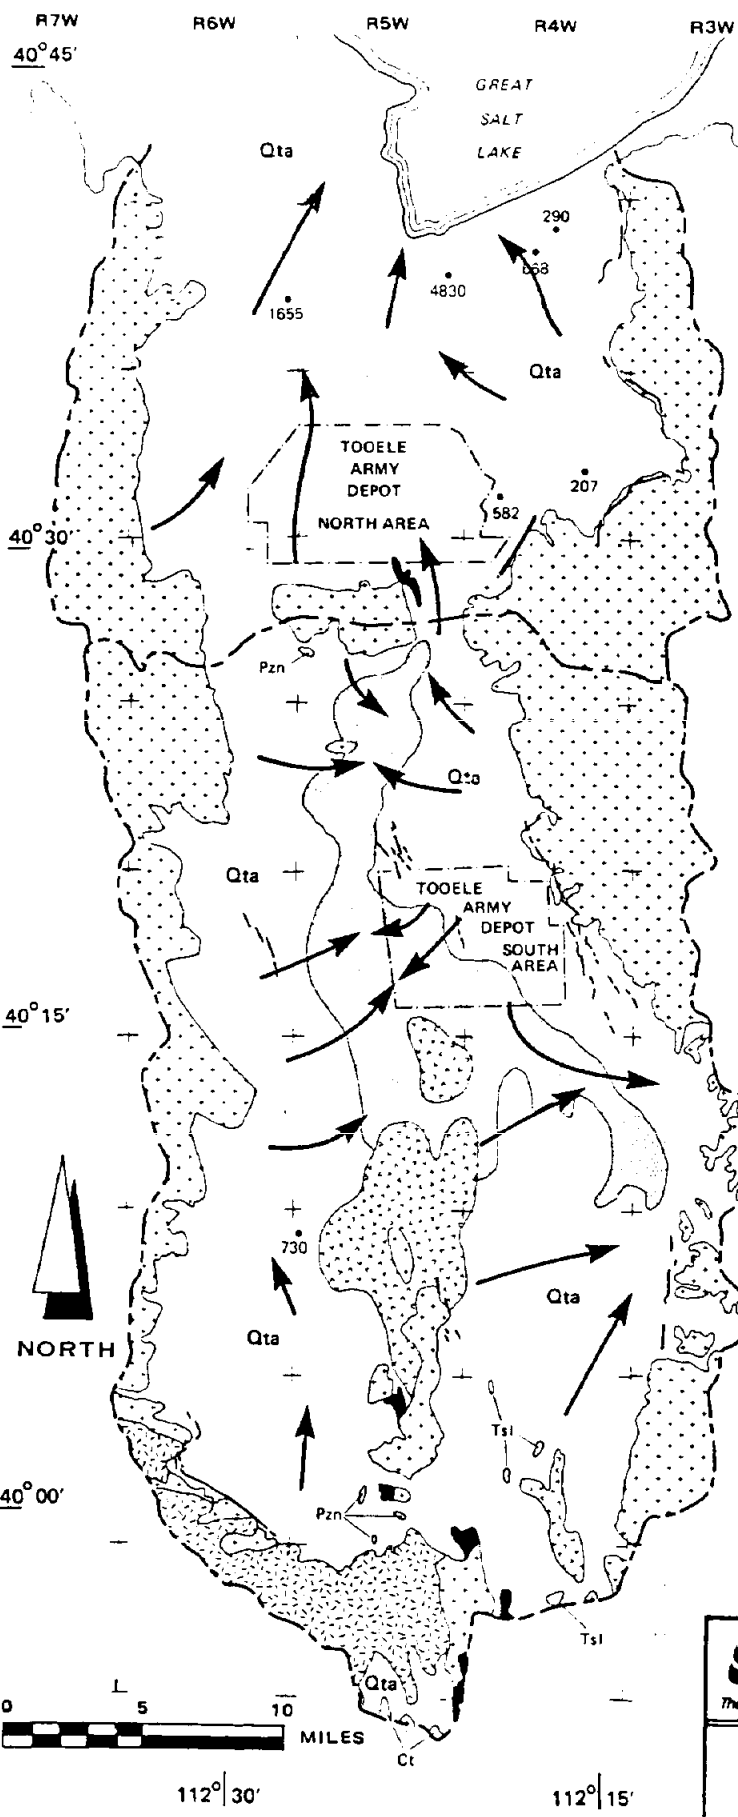 R7W R6W R5W R4W R3W
40°45′
GREAT
SALT
LAKE
Qta
290
4830
1655
Qta
TOOELE
ARMY
DEPOT
NORTH AREA
207
582
40°30′
Pzn
Qta
Qta
TOOELE
ARMY
DEPOT
SOUTH
AREA
40°15′
730
Qta
NORTH
Qta
Tsl
40°00′
Pzn
Tsl
Qta
0 5 10
MILES
Ct
112°30′ 112°15′